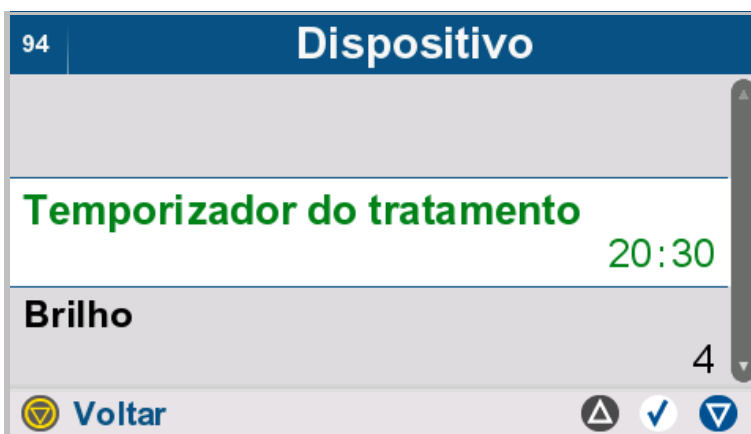 94
Dispositivo
Temporizador do tratamento
20:30
Brilho
4
Voltar